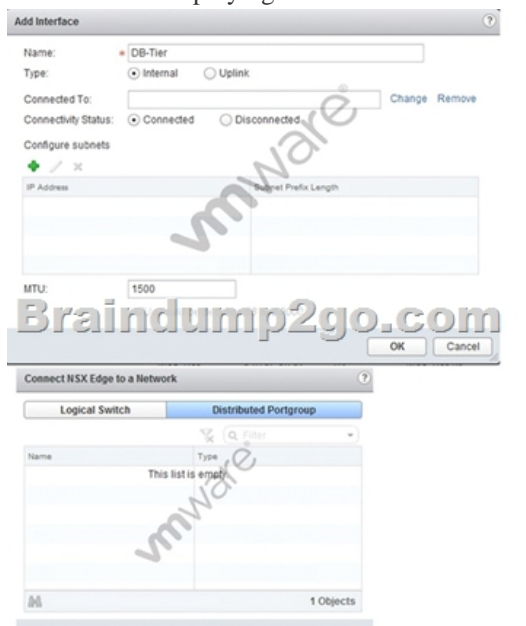 Add Interface
?
Name: * DB-Tier
Type: Internal Uplink
Connected To: Change Remove
Connectivity Status: Connected Disconnected
Configure subnets
IP Address Subnet Prefix Length
vmware
MTU: 1500
Braindump2go.com
OK Cancel
Connect NSX Edge to a Network
?
Logical Switch Distributed Portgroup
Filter
Name Type
This list is empty.
vmware
1 Objects